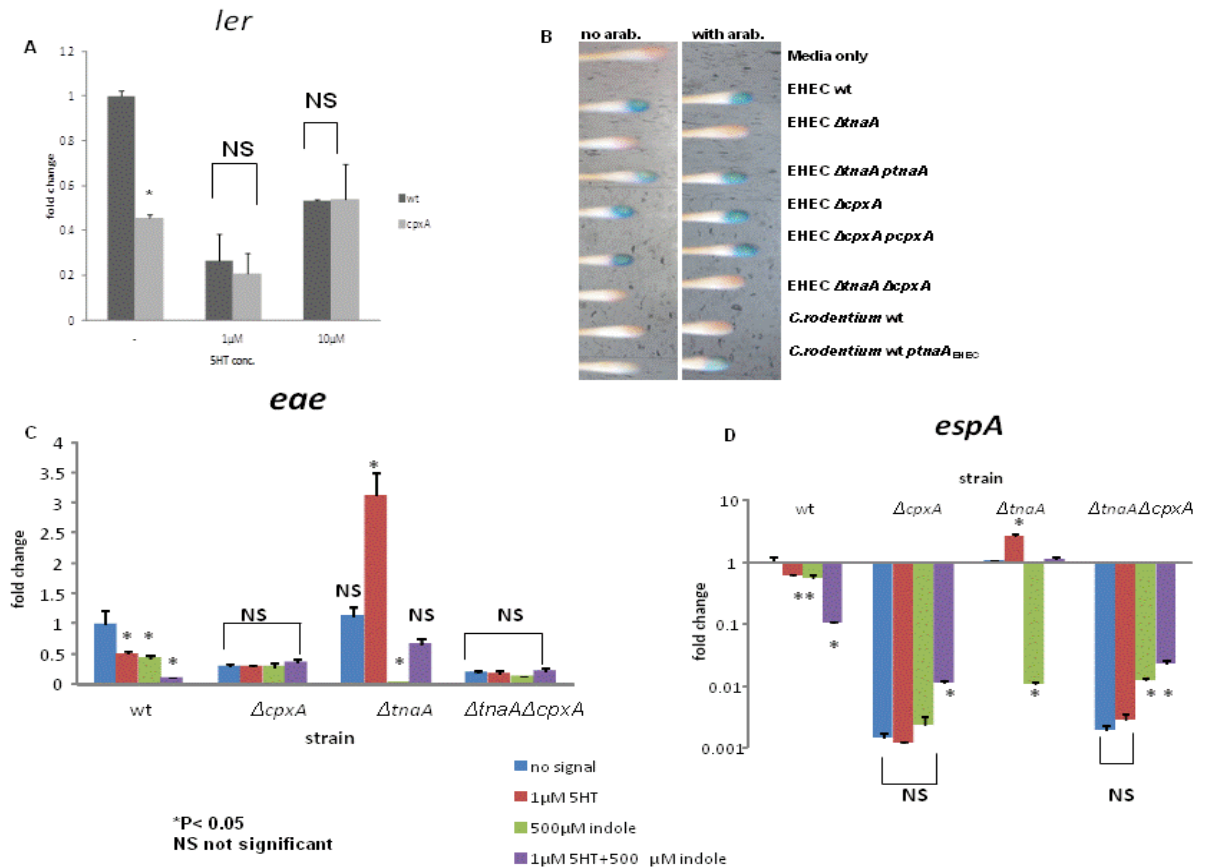 ler
A
1.2
1
0.8
0.6
0.4
0.2
0
fold change
*
NS
NS
wt
cpxA
-
1µM
10µM
5HT conc.
B
no arab.
with arab.
Media only
EHEC wt
EHEC ΔtnaA
EHEC ΔtnaA ptnaA
EHEC ΔcpxA
EHEC ΔcpxA pcpxA
EHEC ΔtnaA ΔcpxA
C.rodentium wt
C.rodentium wt ptnaA EHEC
eae
C
4
3.5
3
2.5
2
1.5
1
0.5
0
fold change
* * *
NS
NS * * NS
NS
wt
ΔcpxA
ΔtnaA
ΔtnaAΔcpxA
strain
no signal
1µM 5HT
500µM indole
1µM 5HT+500 µM indole
*P< 0.05
NS not significant
D
espA
strain
wt
ΔcpxA
ΔtnaA
ΔtnaAΔcpxA
10
1
0.1
0.01
0.001
fold change
**
*
*
*
*
* *
NS
NS